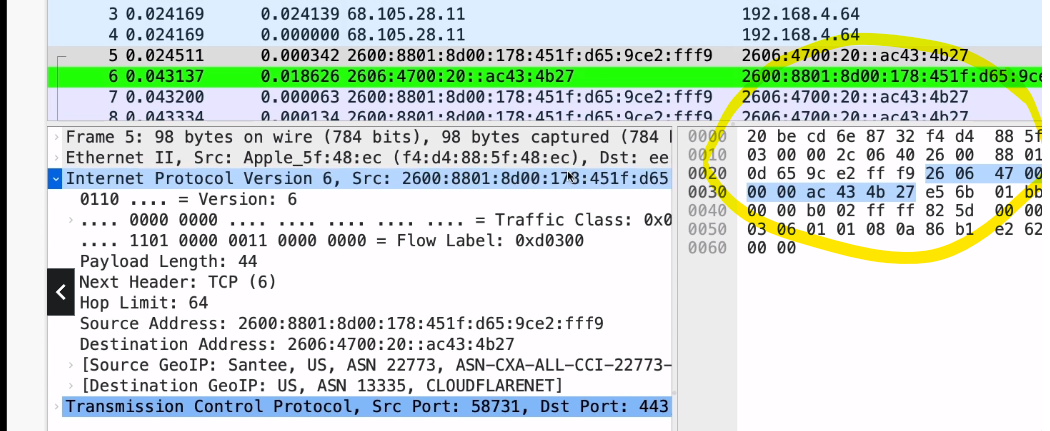 3 0.024169 0.024139 68.105.28.11 192.168.4.64
4 0.024169 0.000000 68.105.28.11 192.168.4.64
5 0.024511 0.000342 2600:8801:8d00:178:451f:d65:9ce2:fff9 2606:4700:20::ac43:4b27
6 0.043137 0.018626 2606:4700:20::ac43:4b27 2600:8801:8d00:178:451f:d65:9ce
7 0.043200 0.000063 2600:8801:8d00:178:451f:d65:9ce2:fff9 2606:4700:20::ac43:4b27
8 0.043334 0.000134 2600:8801:8d00:178:451f:d65:9ce2:fff9 2606:4700:20::ac43:4b27
Frame 5: 98 bytes on wire (784 bits), 98 bytes captured (784
Ethernet II, Src: Apple_5f:48:ec (f4:d4:88:5f:48:ec), Dst: ee
Internet Protocol Version 6, Src: 2600:8801:8d00:178:451f:d65
0110 .... = Version: 6
.... 0000 0000 .... .... .... .... .... = Traffic Class: 0x0
.... 1101 0000 0011 0000 0000 = Flow Label: 0xd0300
Payload Length: 44
Next Header: TCP (6)
Hop Limit: 64
Source Address: 2600:8801:8d00:178:451f:d65:9ce2:fff9
Destination Address: 2606:4700:20::ac43:4b27
[Source GeoIP: Santee, US, ASN 22773, ASN-CXA-ALL-CCI-22773-
[Destination GeoIP: US, ASN 13335, CLOUDFLARENET]
Transmission Control Protocol, Src Port: 58731, Dst Port: 443
0000 20 be cd 6e 87 32 f4 d4 88 5f
0010 03 00 00 2c 06 40 26 00 88 01
0020 0d 65 9c e2 ff f9 26 06 47 00
0030 00 00 ac 43 4b 27 e5 6b 01 bb
0040 00 00 b0 02 ff ff 82 5d 00 00
0050 03 06 01 01 08 0a 86 b1 e2 62
0060 00 00